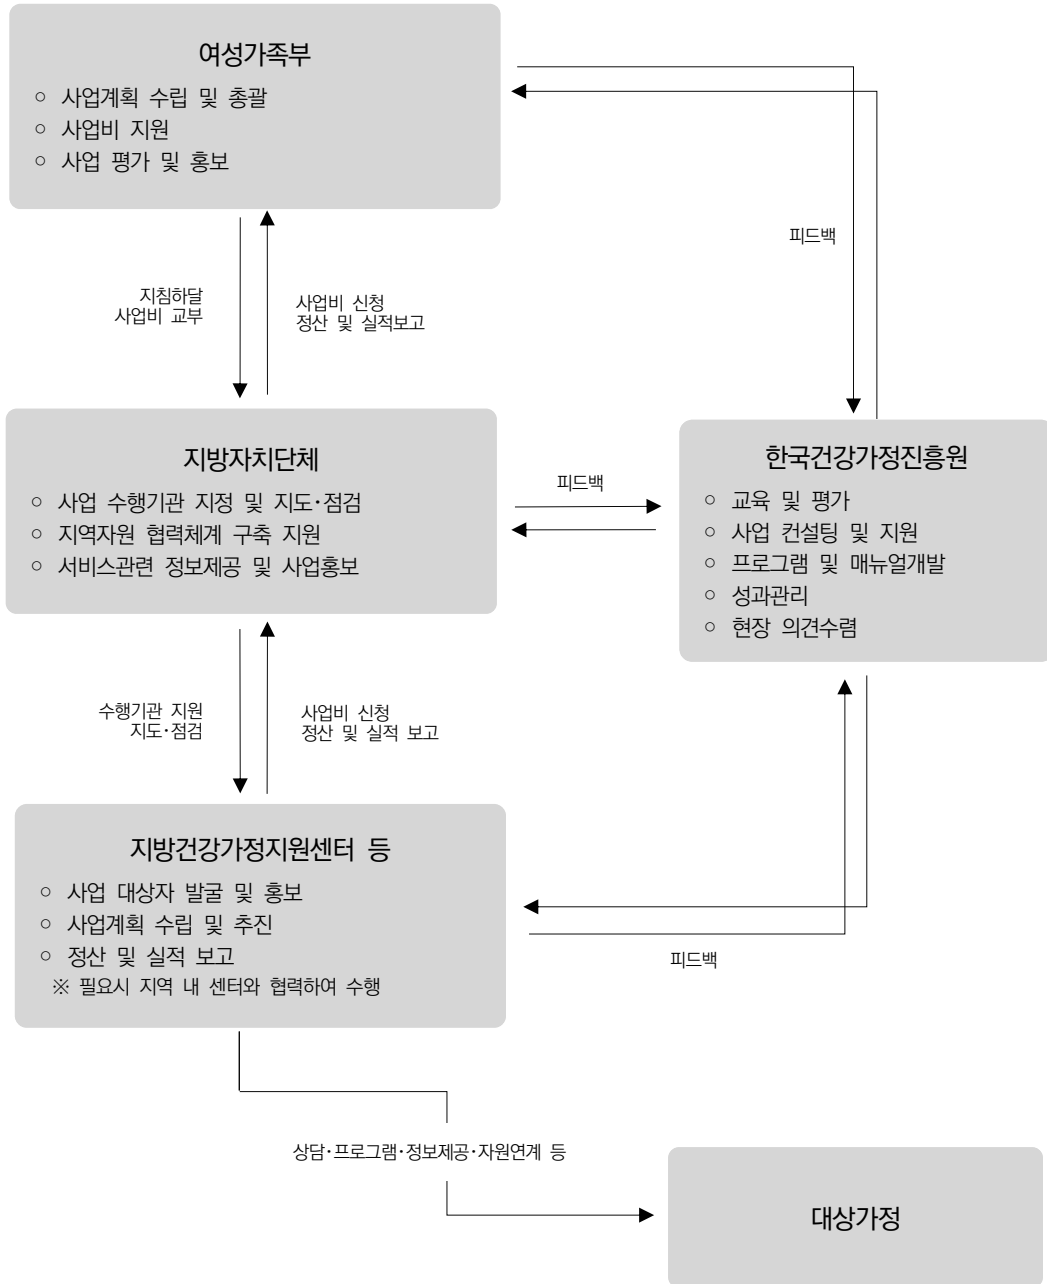 여성가족부
○ 사업계획 수립 및 총괄
○ 사업비 지원
○ 사업 평가 및 홍보
피드백
지침하달
사업비 교부
사업비 신청
정산 및 실적보고
지방자치단체
○ 사업 수행기관 지정 및 지도·점검
○ 지역자원 협력체계 구축 지원
○ 서비스관련 정보제공 및 사업홍보
피드백
한국건강가정진흥원
○ 교육 및 평가
○ 사업 컨설팅 및 지원
○ 프로그램 및 매뉴얼개발
○ 성과관리
○ 현장 의견수렴
수행기관 지원
지도·점검
사업비 신청
정산 및 실적 보고
지방건강가정지원센터 등
○ 사업 대상자 발굴 및 홍보
○ 사업계획 수립 및 추진
○ 정산 및 실적 보고
※ 필요시 지역 내 센터와 협력하여 수행
피드백
상담·프로그램·정보제공·자원연계 등
대상가정